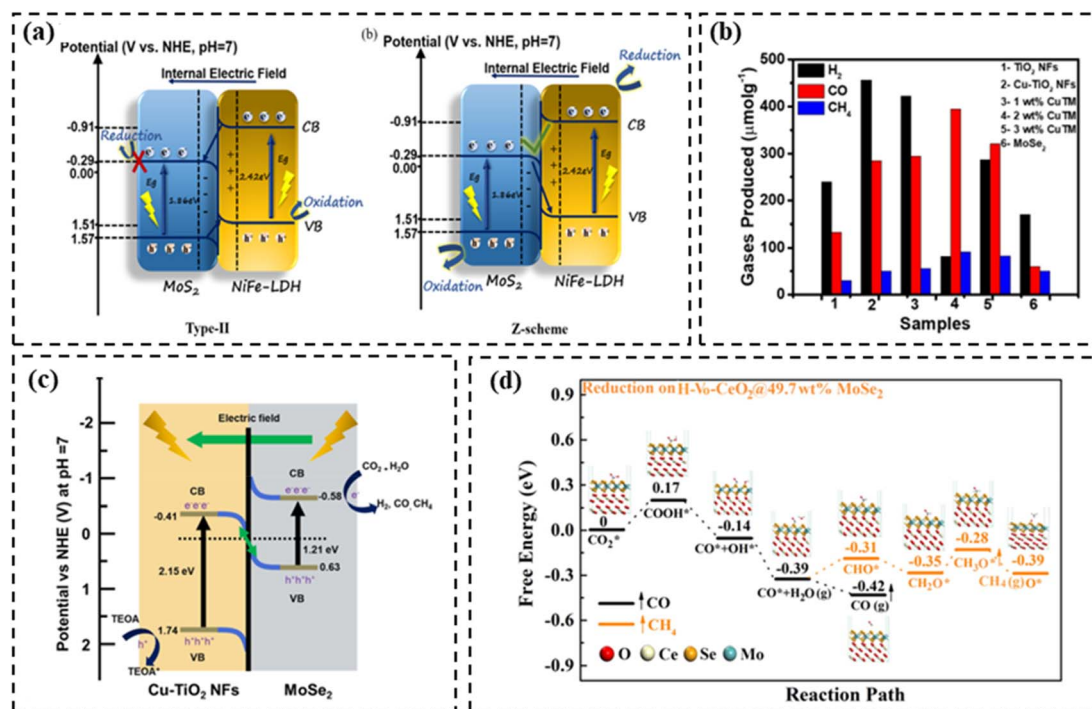 (a)
Potential (V vs. NHE, pH=7)
Internal Electric Field
-0.91
Reduction
-0.29
0.00
1.51
1.57
CB
e⁻ e⁻ e⁻
e⁻ e⁻ e⁻
Eg
1.86eV
2.42eV
Oxidation
VB
h⁺ h⁺ h⁺
h⁺ h⁺ h⁺
MoS₂
NiFe-LDH
Type-II
(b)
Potential (V vs. NHE, pH=7)
Reduction
Internal Electric Field
-0.91
-0.29
0.00
1.51
1.57
e⁻ e⁻ e⁻
CB
e⁻ e⁻ e⁻
Eg
1.86eV
2.42eV
VB
h⁺ h⁺ h⁺
h⁺ h⁺ h⁺
Oxidation
MoS₂
NiFe-LDH
Z-scheme
(b)
Gases Produced (μmolg⁻¹)
500
400
300
200
100
0
H₂
CO
CH₄
1- TiO₂ NFs
2- Cu-TiO₂ NFs
3- 1 wt% CuTM
4- 2 wt% CuTM
5- 3 wt% CuTM
6- MoSe₂
1 2 3 4 5 6
Samples
(c)
Potential vs NHE (V) at pH =7
-2
-1
0
1
2
Electric field
CB
CB
e⁻e⁻e⁻
e⁻e⁻e⁻
-0.58
CO₂ + H₂O
e⁻
H₂, CO CH₄
-0.41
1.21 eV
2.15 eV
0.63
h⁺h⁺h⁺
VB
TEOA
h⁺
TEOA⁺
1.74
h⁺h⁺h⁺
VB
Cu-TiO₂ NFs
MoSe₂
(d)
Reduction on H-Vo-CeO₂@49.7wt% MoSe₂
Free Energy (eV)
0.9
0.6
0.3
0.0
-0.3
-0.6
-0.9
0
CO₂*
0.17
COOH*
-0.14
CO*+OH*
-0.39
CO*+H₂O(g)
-0.42
CO (g)
-0.31
CHO*
-0.35
CH₂O*
-0.28
CH₃O*
-0.39
CH₄(g) O*
CO
CH₄
O Ce Se Mo
Reaction Path